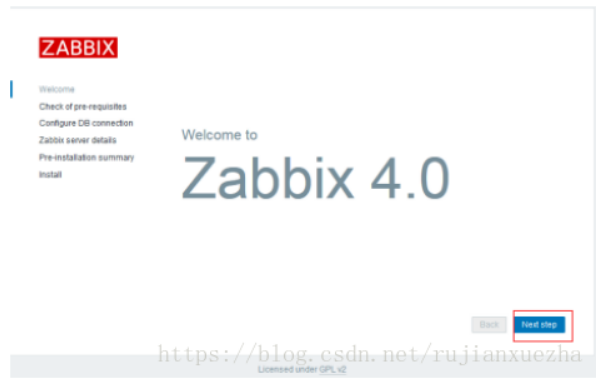 ZABBIX
Welcome
Check of pre-requisites
Configure DB connection
Zabbix server details
Pre-installation summary
Install
Welcome to
Zabbix 4.0
Back
Next step
https://blog.csdn.net/rujianxuezha
Licensed under GPL v2